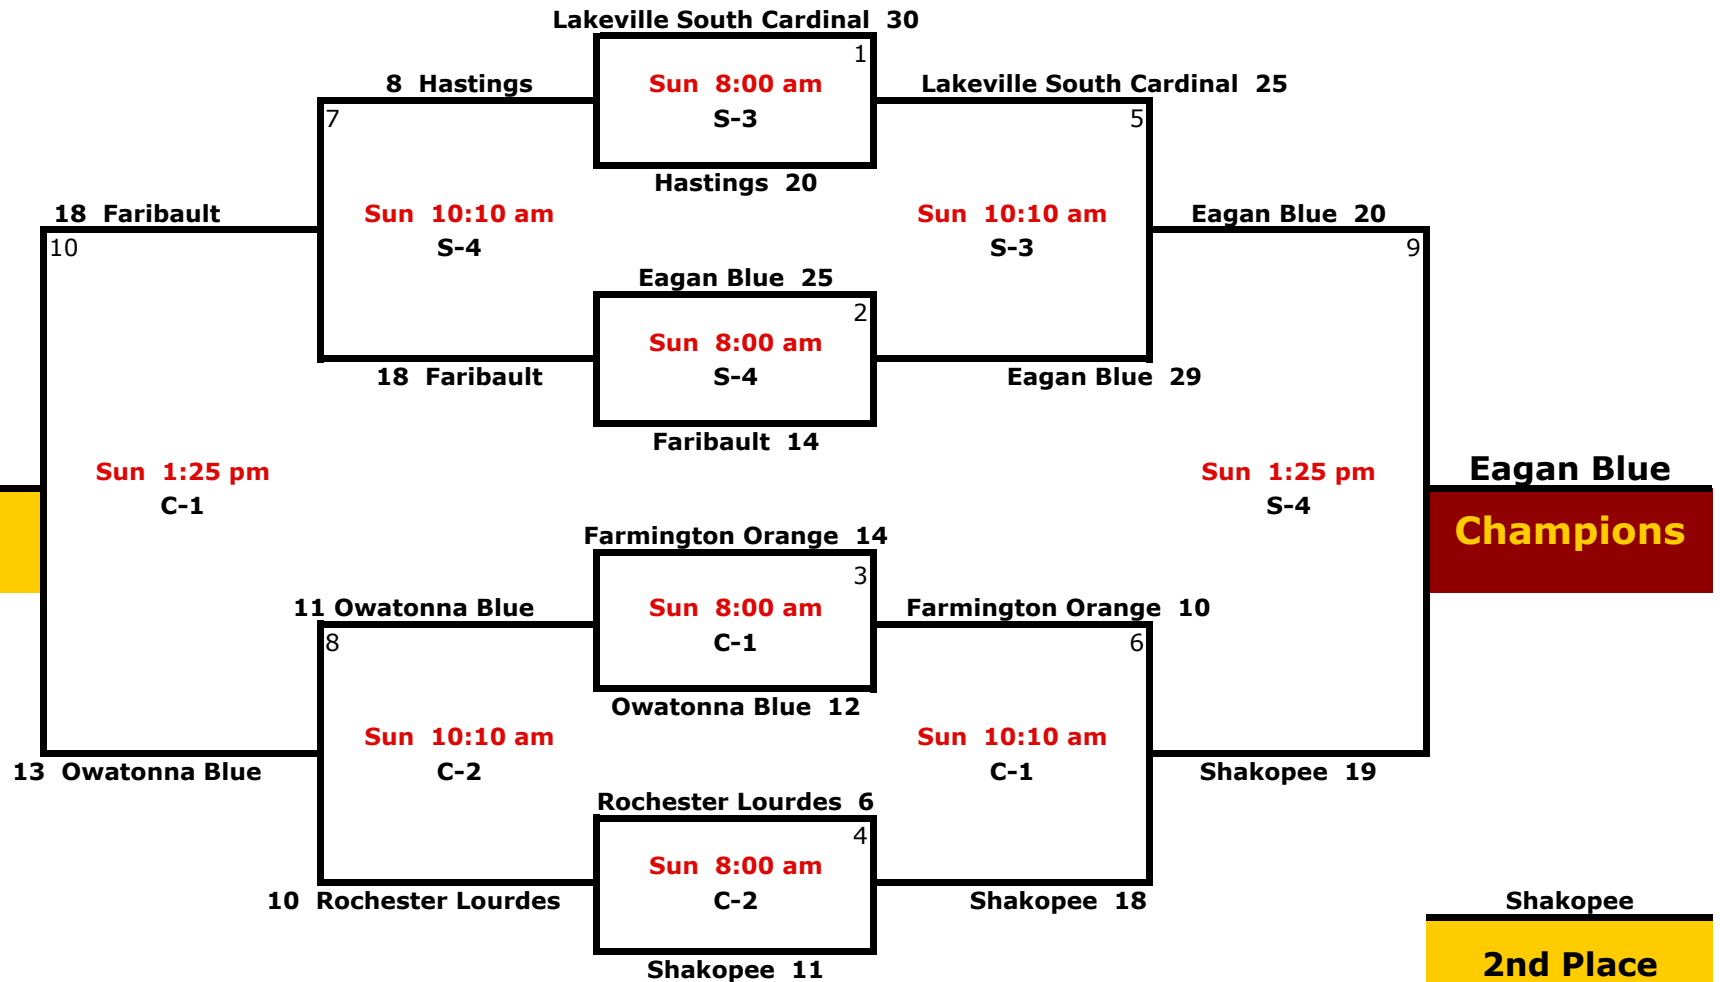 Lakeville South Cardinal  30
1
8  Hastings
Sun  8:00 am
Lakeville South Cardinal  25
7
S-3
5
Hastings  20
18  Faribault
Sun  10:10 am
Sun  10:10 am
Eagan Blue  20
10
S-4
S-3
9
Eagan Blue  25
2
Sun  8:00 am
18  Faribault
S-4
Eagan Blue  29
Faribault  14
Sun  1:25 pm
Sun  1:25 pm
Eagan Blue
C-1
S-4
Champions
Farmington Orange  14
3
11 Owatonna Blue
Sun  8:00 am
Farmington Orange  10
8
C-1
6
Owatonna Blue  12
Sun  10:10 am
Sun  10:10 am
13  Owatonna Blue
C-2
C-1
Shakopee  19
Rochester Lourdes  6
4
Sun  8:00 am
10  Rochester Lourdes
C-2
Shakopee  18
Shakopee
Shakopee  11
2nd Place